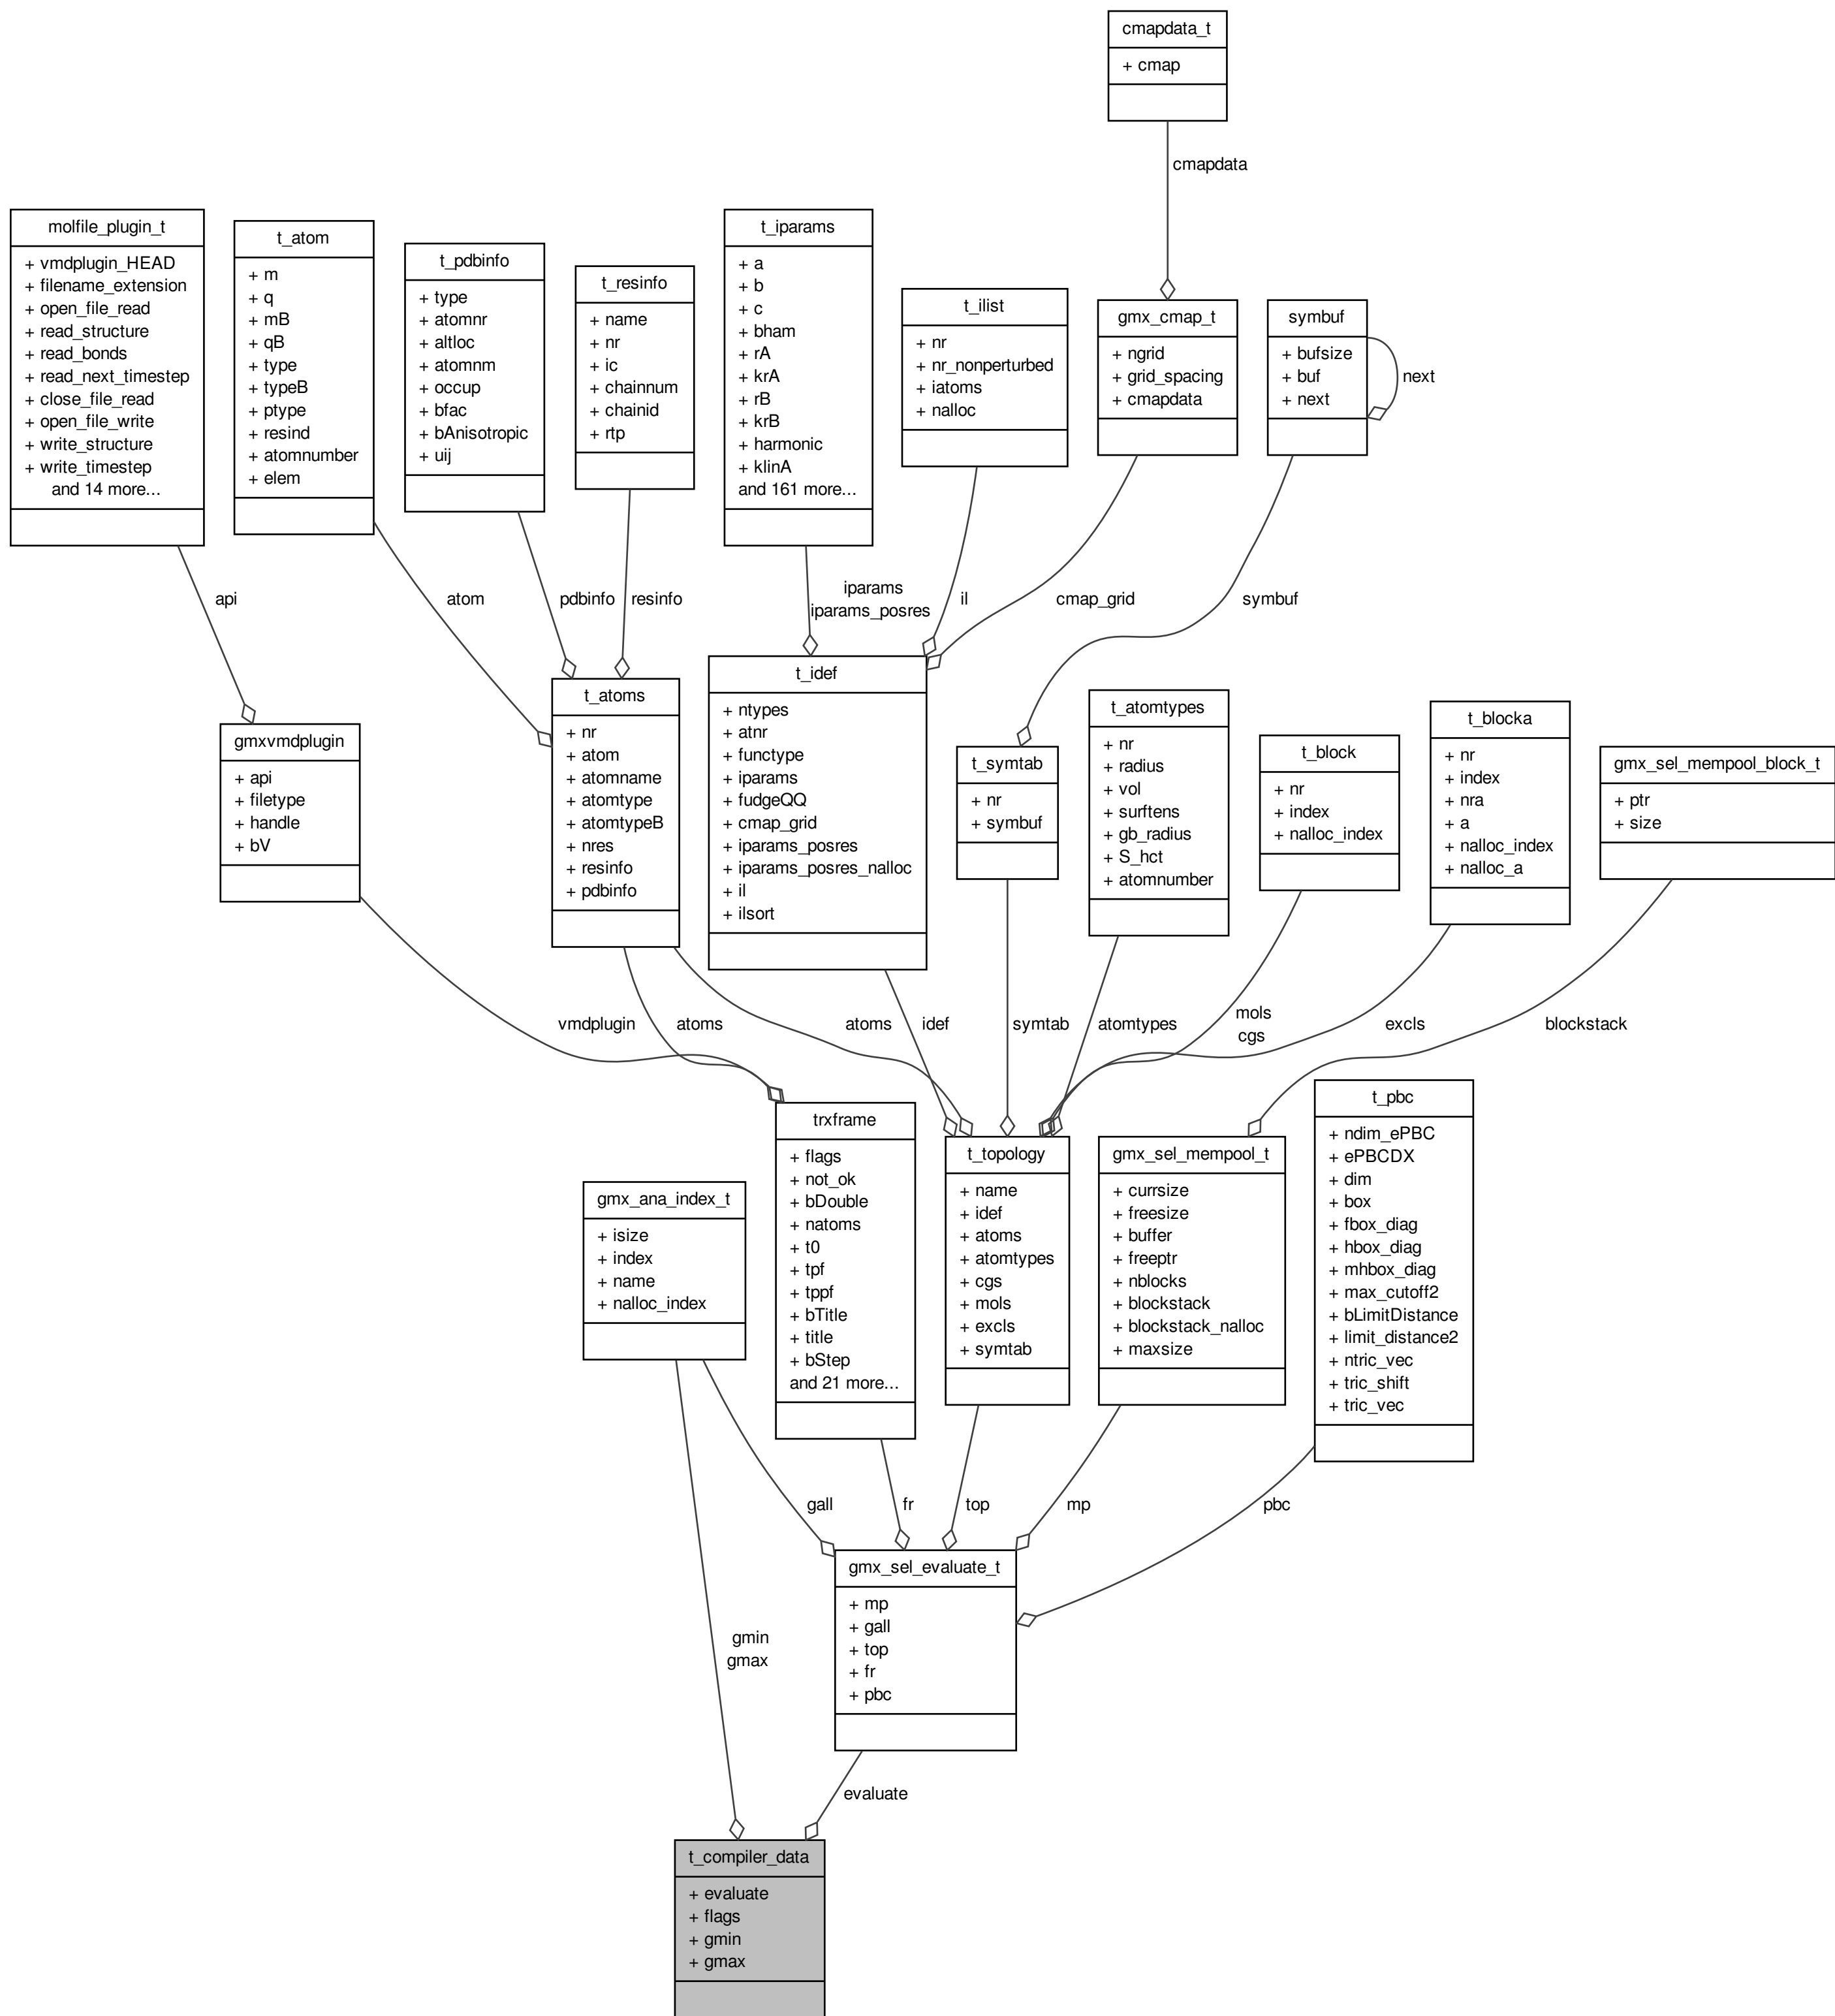 cmapdata_t
+ cmap
cmapdata
molfile_plugin_t
+ vmdplugin_HEAD
+ filename_extension
+ open_file_read
+ read_structure
+ read_bonds
+ read_next_timestep
+ close_file_read
+ open_file_write
+ write_structure
+ write_timestep
and 14 more...
t_atom
+ m
+ q
+ mB
+ qB
+ type
+ typeB
+ ptype
+ resind
+ atomnumber
+ elem
t_pdbinfo
+ type
+ atomnr
+ altloc
+ atomnm
+ occup
+ bfac
+ bAnisotropic
+ uij
t_resinfo
+ name
+ nr
+ ic
+ chainnum
+ chainid
+ rtp
t_iparams
+ a
+ b
+ c
+ bham
+ rA
+ krA
+ rB
+ krB
+ harmonic
+ klinA
and 161 more...
t_ilist
+ nr
+ nr_nonperturbed
+ iatoms
+ nalloc
gmx_cmap_t
+ ngrid
+ grid_spacing
+ cmapdata
symbuf
+ bufsize
+ buf
+ next
next
api
atom
pdbinfo
resinfo
iparams
iparams_posres
il
cmap_grid
symbuf
gmxvmdplugin
+ api
+ filetype
+ handle
+ bV
t_atoms
+ nr
+ atom
+ atomname
+ atomtype
+ atomtypeB
+ nres
+ resinfo
+ pdbinfo
t_idef
+ ntypes
+ atnr
+ functype
+ iparams
+ fudgeQQ
+ cmap_grid
+ iparams_posres
+ iparams_posres_nalloc
+ il
+ ilsort
t_symtab
+ nr
+ symbuf
t_atomtypes
+ nr
+ radius
+ vol
+ surftens
+ gb_radius
+ S_hct
+ atomnumber
t_block
+ nr
+ index
+ nalloc_index
t_blocka
+ nr
+ index
+ nra
+ a
+ nalloc_index
+ nalloc_a
gmx_sel_mempool_block_t
+ ptr
+ size
vmdplugin
atoms
atoms
idef
symtab
atomtypes
mols
cgs
excls
blockstack
gmx_ana_index_t
+ isize
+ index
+ name
+ nalloc_index
trxframe
+ flags
+ not_ok
+ bDouble
+ natoms
+ t0
+ tpf
+ tppf
+ bTitle
+ title
+ bStep
and 21 more...
t_topology
+ name
+ idef
+ atoms
+ atomtypes
+ cgs
+ mols
+ excls
+ symtab
gmx_sel_mempool_t
+ currsize
+ freesize
+ buffer
+ freeptr
+ nblocks
+ blockstack
+ blockstack_nalloc
+ maxsize
t_pbc
+ ndim_ePBC
+ ePBCDX
+ dim
+ box
+ fbox_diag
+ hbox_diag
+ mhbox_diag
+ max_cutoff2
+ bLimitDistance
+ limit_distance2
+ ntric_vec
+ tric_shift
+ tric_vec
gall
fr
top
mp
pbc
gmx_sel_evaluate_t
+ mp
+ gall
+ top
+ fr
+ pbc
gmin
gmax
evaluate
t_compiler_data
+ evaluate
+ flags
+ gmin
+ gmax